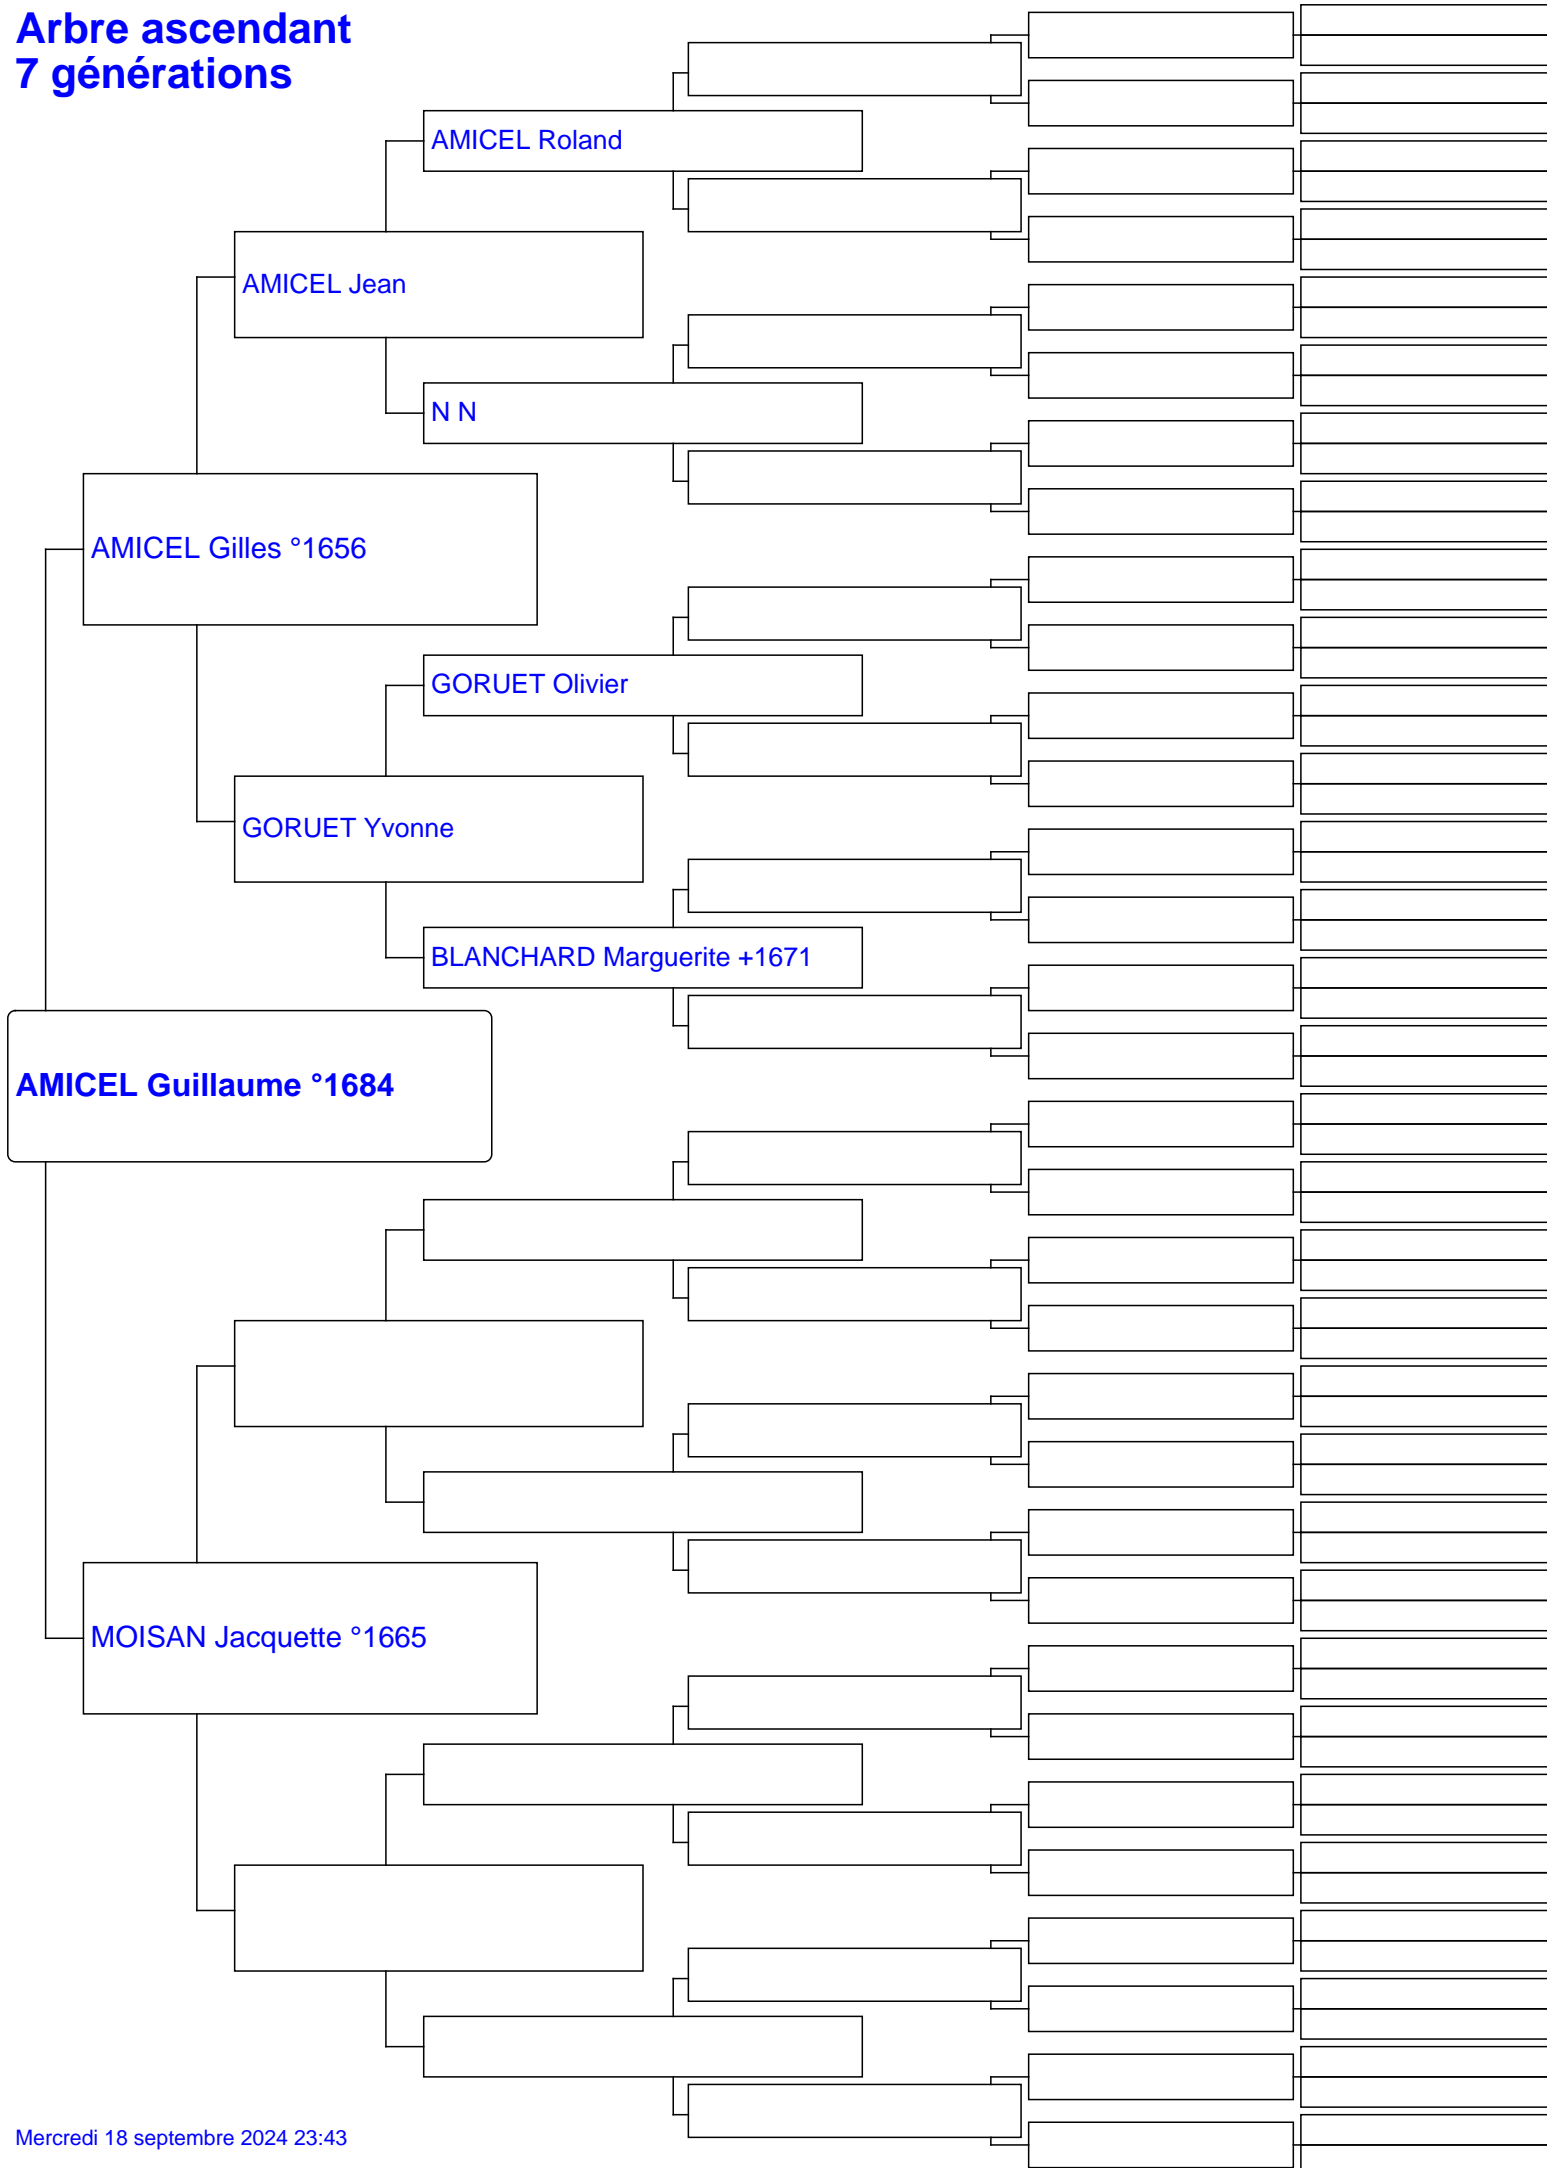 Arbre ascendant
7 générations
AMICEL Roland
AMICEL Jean
N N
AMICEL Gilles °1656
GORUET Olivier
GORUET Yvonne
BLANCHARD Marguerite +1671
AMICEL Guillaume °1684
MOISAN Jacquette °1665
Mercredi 18 septembre 2024 23:43